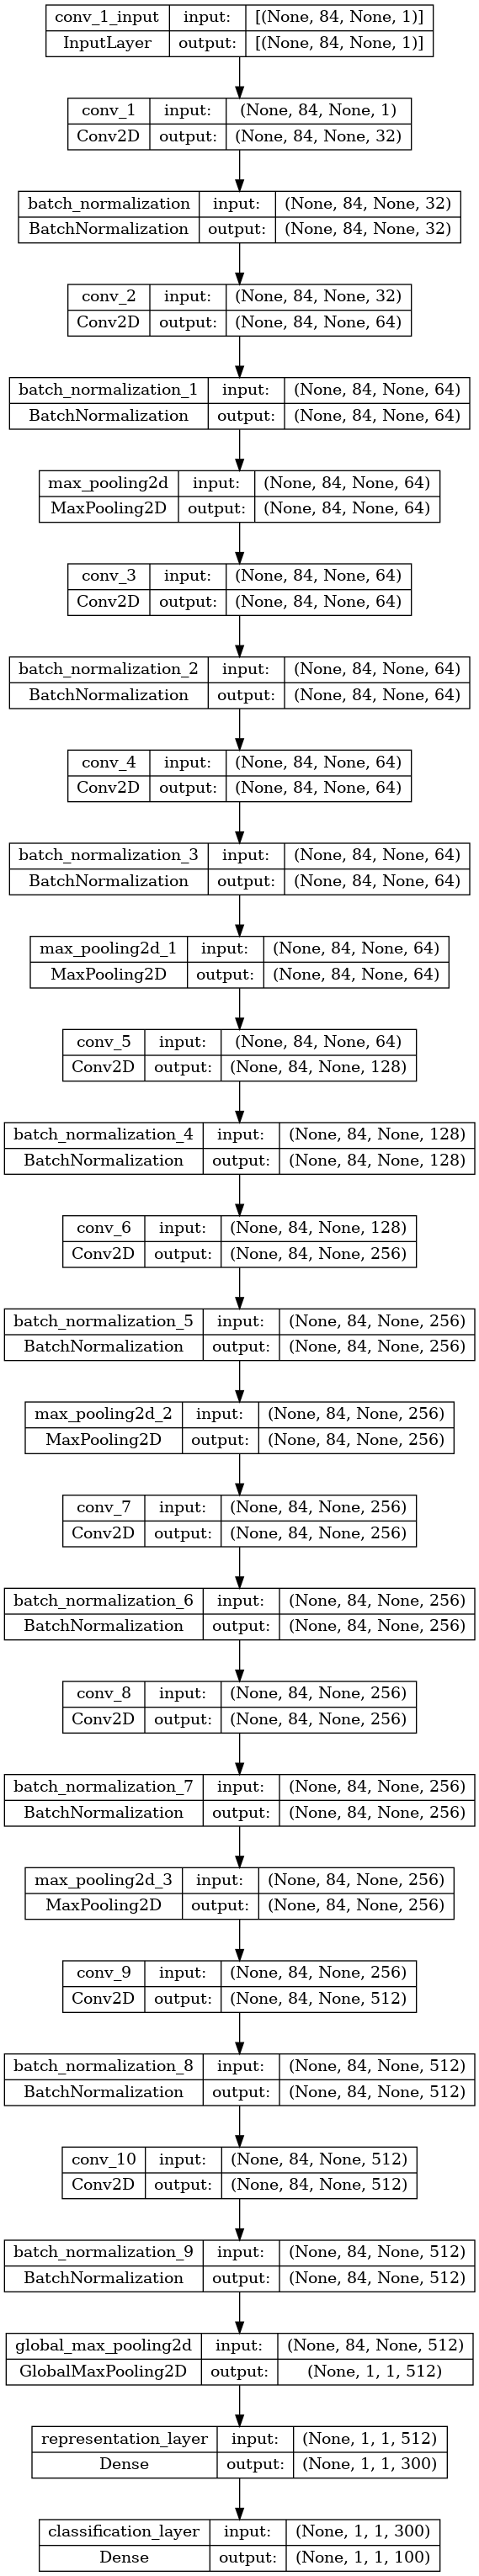 conv_1_input input: [(None, 84, None, 1)]
InputLayer output: [(None, 84, None, 1)]
conv_1 input: (None, 84, None, 1)
Conv2D output: (None, 84, None, 32)
batch_normalization input: (None, 84, None, 32)
BatchNormalization output: (None, 84, None, 32)
conv_2 input: (None, 84, None, 32)
Conv2D output: (None, 84, None, 64)
batch_normalization_1 input: (None, 84, None, 64)
BatchNormalization output: (None, 84, None, 64)
max_pooling2d input: (None, 84, None, 64)
MaxPooling2D output: (None, 84, None, 64)
conv_3 input: (None, 84, None, 64)
Conv2D output: (None, 84, None, 64)
batch_normalization_2 input: (None, 84, None, 64)
BatchNormalization output: (None, 84, None, 64)
conv_4 input: (None, 84, None, 64)
Conv2D output: (None, 84, None, 64)
batch_normalization_3 input: (None, 84, None, 64)
BatchNormalization output: (None, 84, None, 64)
max_pooling2d_1 input: (None, 84, None, 64)
MaxPooling2D output: (None, 84, None, 64)
conv_5 input: (None, 84, None, 64)
Conv2D output: (None, 84, None, 128)
batch_normalization_4 input: (None, 84, None, 128)
BatchNormalization output: (None, 84, None, 128)
conv_6 input: (None, 84, None, 128)
Conv2D output: (None, 84, None, 256)
batch_normalization_5 input: (None, 84, None, 256)
BatchNormalization output: (None, 84, None, 256)
max_pooling2d_2 input: (None, 84, None, 256)
MaxPooling2D output: (None, 84, None, 256)
conv_7 input: (None, 84, None, 256)
Conv2D output: (None, 84, None, 256)
batch_normalization_6 input: (None, 84, None, 256)
BatchNormalization output: (None, 84, None, 256)
conv_8 input: (None, 84, None, 256)
Conv2D output: (None, 84, None, 256)
batch_normalization_7 input: (None, 84, None, 256)
BatchNormalization output: (None, 84, None, 256)
max_pooling2d_3 input: (None, 84, None, 256)
MaxPooling2D output: (None, 84, None, 256)
conv_9 input: (None, 84, None, 256)
Conv2D output: (None, 84, None, 512)
batch_normalization_8 input: (None, 84, None, 512)
BatchNormalization output: (None, 84, None, 512)
conv_10 input: (None, 84, None, 512)
Conv2D output: (None, 84, None, 512)
batch_normalization_9 input: (None, 84, None, 512)
BatchNormalization output: (None, 84, None, 512)
global_max_pooling2d input: (None, 84, None, 512)
GlobalMaxPooling2D output: (None, 1, 1, 512)
representation_layer input: (None, 1, 1, 512)
Dense output: (None, 1, 1, 300)
classification_layer input: (None, 1, 1, 300)
Dense output: (None, 1, 1, 100)